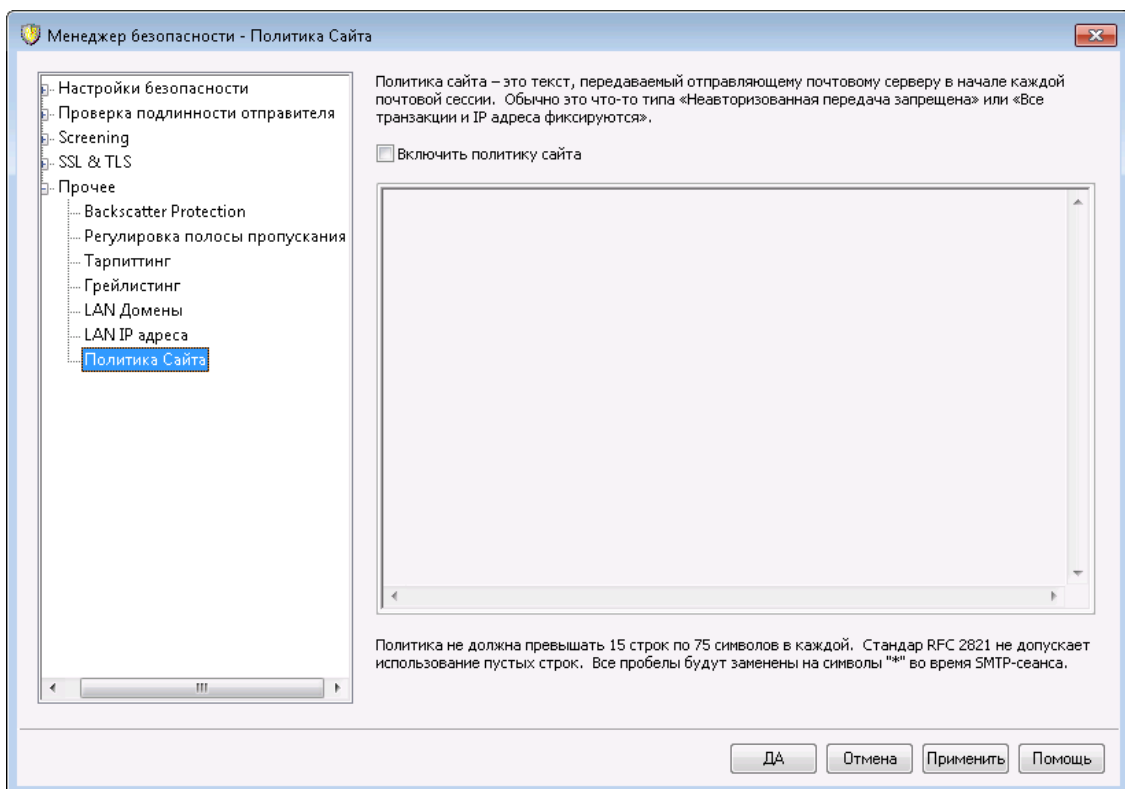 Менеджер безопасности - Политика Сайта
Настройки безопасности
Проверка подлинности отправителя
Screening
SSL & TLS
Прочее
Backscatter Protection
Регулировка полосы пропускания
Тарпиттинг
Грейлистинг
LAN Домены
LAN IP адреса
Политика Сайта
Политика сайта – это текст, передаваемый отправляющему почтовому серверу в начале каждой
почтовой сессии. Обычно это что-то типа «Неавторизованная передача запрещена» или «Все
транзакции и IP адреса фиксируются».
Включить политику сайта
Политика не должна превышать 15 строк по 75 символов в каждой. Стандар RFC 2821 не допускает
использование пустых строк. Все пробелы будут заменены на символы "*" во время SMTP-сеанса.
ДА
Отмена
Применить
Помощь